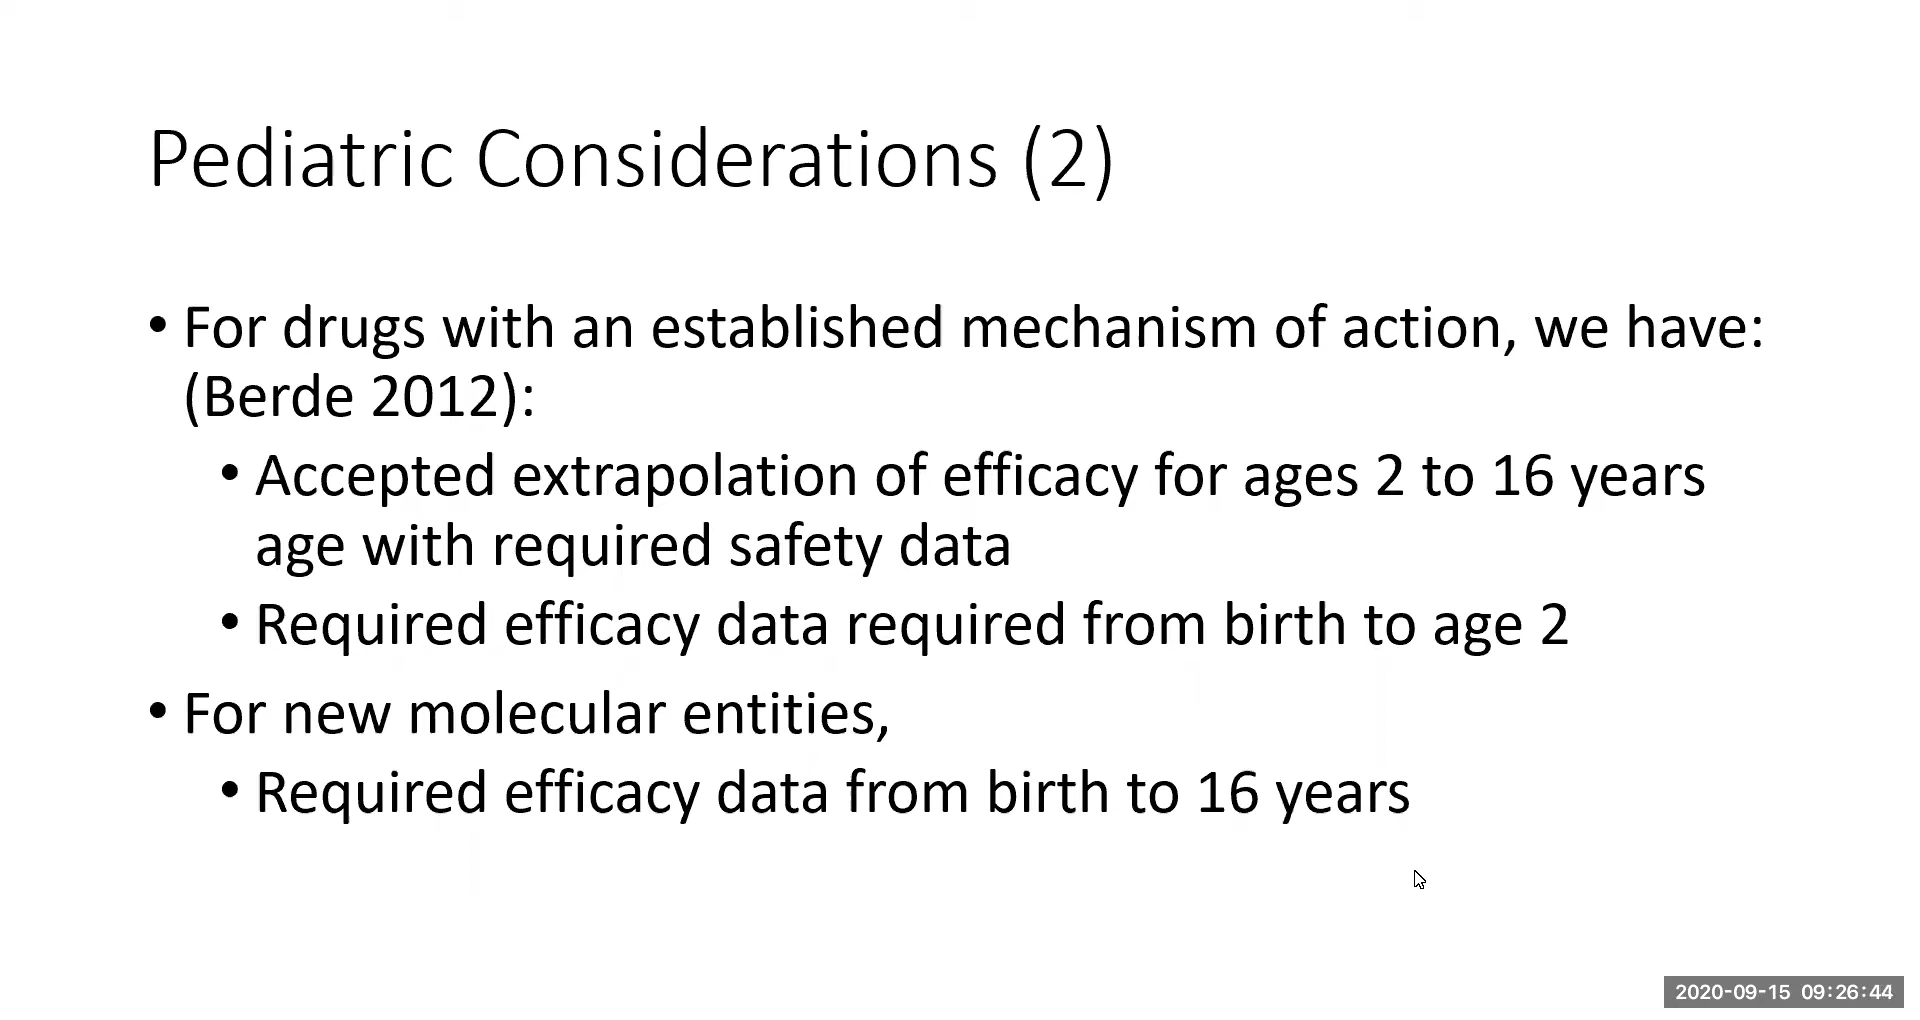 Pediatric Considerations (2)
• For drugs with an established mechanism of action, we have:
(Berde 2012):
• Accepted extrapolation of efficacy for ages 2 to 16 years
age with required safety data
• Required efficacy data required from birth to age 2
• For new molecular entities,
• Required efficacy data from birth to 16 years
2020-09-15 09:26:44